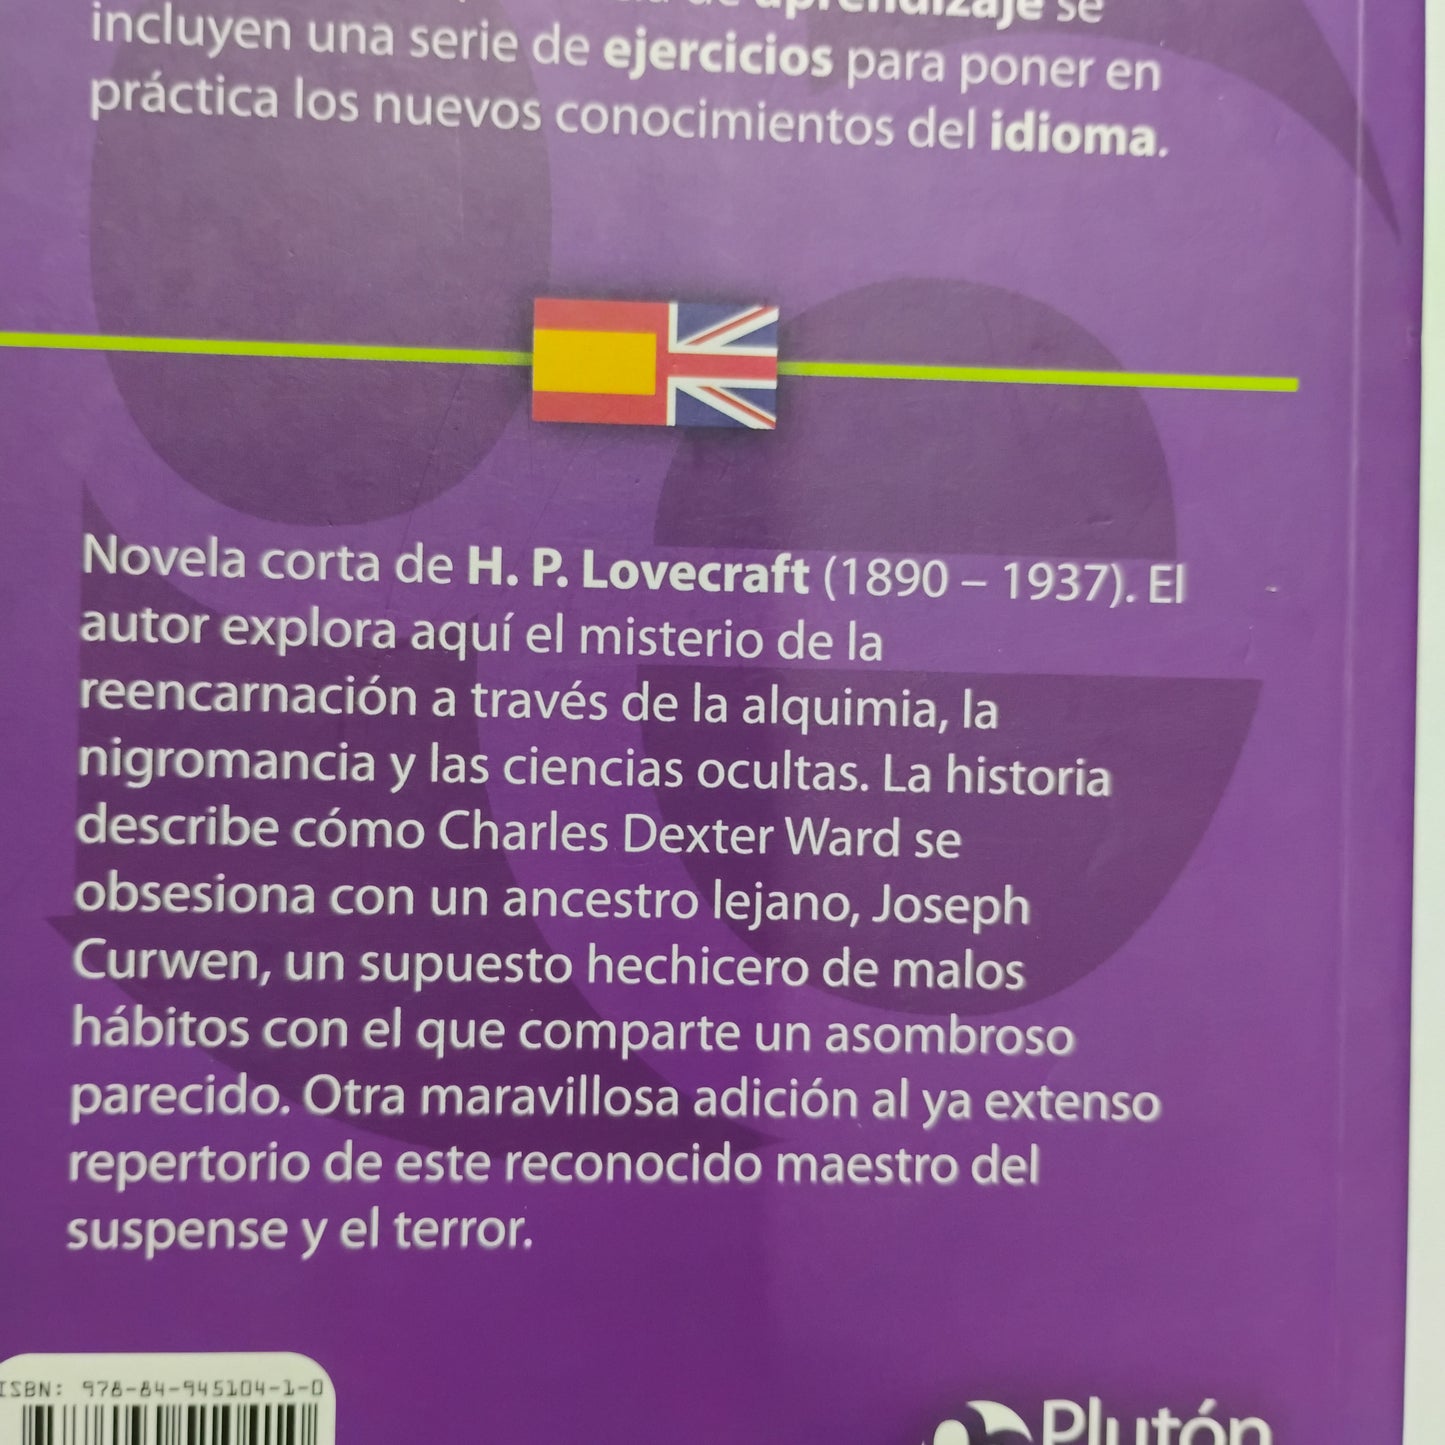 aprendizaje se
incluyen una serie de ejercicios para poner en
práctica los nuevos conocimientos del idioma.
Novela corta de H. P. Lovecraft (1890 – 1937). El
autor explora aquí el misterio de la
reencarnación a través de la alquimia, la
nigromancia y las ciencias ocultas. La historia
describe cómo Charles Dexter Ward se
obsesiona con un ancestro lejano, Joseph
Curwen, un supuesto hechicero de malos
hábitos con el que comparte un asombroso
parecido. Otra maravillosa adición al ya extenso
repertorio de este reconocido maestro del
suspense y el terror.
ISBN: 978-84-945104-1-0
Plutón